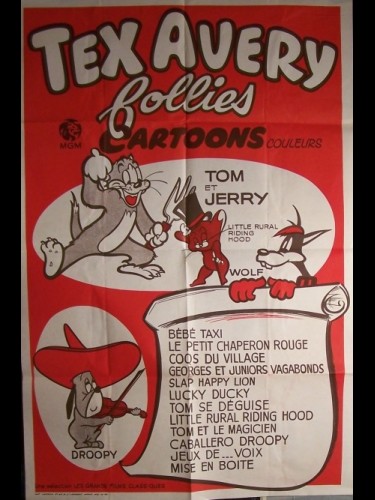 TEX AVERY
follies
CARTOONS COULEURS
MGM
TOM
ET
JERRY
LITTLE RURAL
RIDING
HOOD
WOLF
BÉBÉ TAXI
LE PETIT CHAPERON ROUGE
COQS DU VILLAGE
GEORGES ET JUNIORS VAGABONDS
SLAP HAPPY LION
LUCKY DUCKY
TOM SE DÉGUISE
LITTLE RURAL RIDING HOOD
TOM ET LE MAGICIEN
CABALLERO DROOPY
JEUX DE... VOIX
MISE EN BOITE
DROOPY